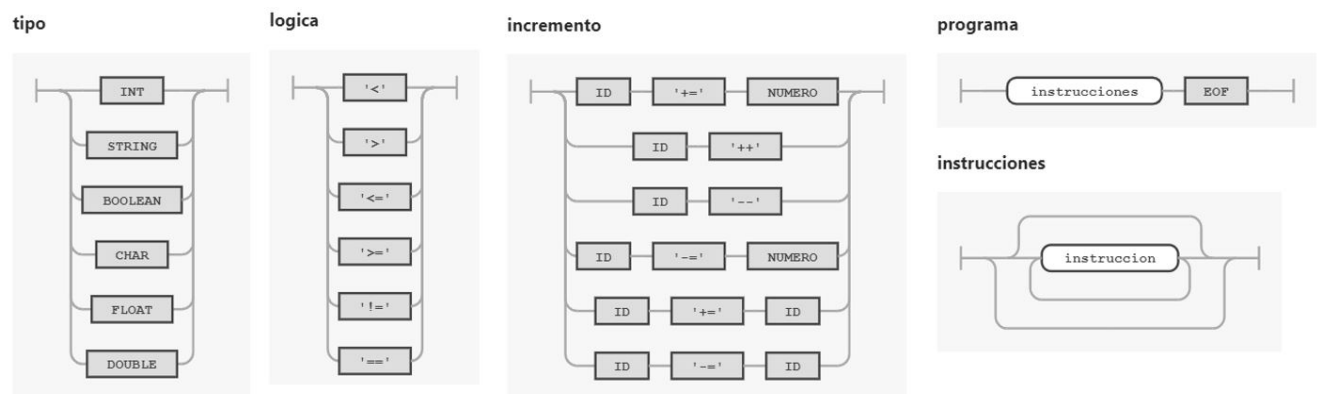 tipo
INT
STRING
BOOLEAN
CHAR
FLOAT
DOUBLE
logica
'<'
'>'
'<='
'>='
'!='
'=='
incremento
ID '+=' NUMERO
ID '++'
ID '--'
ID '-=' NUMERO
ID '+=' ID
ID '-=' ID
programa
instrucciones EOF
instrucciones
instruccion